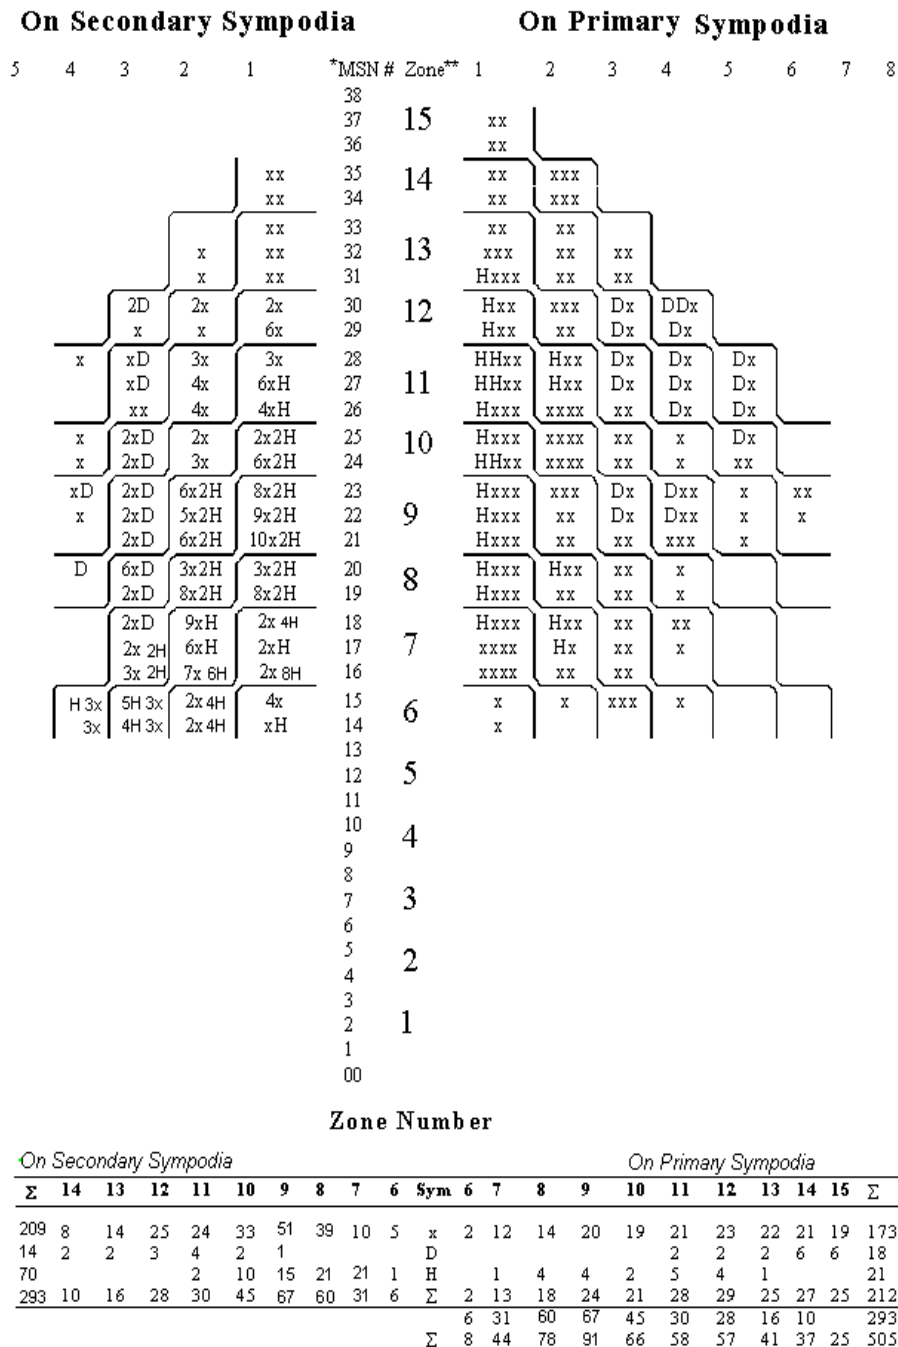 On Secondary Sympodia On Primary Sympodia
5 4 3 2 1 *MSN # Zone** 1 2 3 4 5 6 7 8
38
37 15 xx
36 xx
xx 35 14 xx xxx
xx 34 xx xxx
xx 33 xx xx
x xx 32 13 xxx xx xx
x xx 31 Hxxx xx xx
2D 2x 2x 30 12 Hxx xxx Dx DDx
x x 6x 29 Hxx xx Dx Dx
x xD 3x 3x 28 HHxx Hxx Dx Dx Dx
xD 4x 6xH 27 11 HHxx Hxx Dx Dx Dx
xx 4x 4xH 26 Hxxx xxxx xx Dx Dx
x 2xD 2x 2x2H 25 10 Hxxx xxxx xx x Dx
x 2xD 3x 6x2H 24 HHxx xxxx xx x xx
xD 2xD 6x2H 8x2H 23 Hxxx xxx Dx Dxx x xx
x 2xD 5x2H 9x2H 22 9 Hxxx xx Dx Dxx x x
2xD 6x2H 10x2H 21 Hxxx xx xx xxx x
D 6xD 3x2H 3x2H 20 8 Hxxx Hxx xx x
2xD 8x2H 8x2H 19 Hxxx xx xx x
2xD 9xH 2x 4H 18 Hxxx Hxx xx xx
2x 2H 6xH 2xH 17 7 xxxx Hx xx x
3x 2H 7x 6H 2x 8H 16 xxxx xx xx
H 3x 5H 3x 2x 4H 4x 15 6 x x xxx x
3x 4H 3x 2x 4H xH 14 x
13
12 5
11
10 4
9
8
7 3
6
5
4 2
3
2 1
1
00
Zone Number
On Secondary Sympodia On Primary Sympodia
Σ 14 13 12 11 10 9 8 7 6 Sym 6 7 8 9 10 11 12 13 14 15 Σ
209 8 14 25 24 33 51 39 10 5 x 2 12 14 20 19 21 23 22 21 19 173
14 2 2 3 4 2 1 D 2 2 2 6 6 18
70 2 10 15 21 21 1 H 1 4 4 2 5 4 1 21
293 10 16 28 30 45 67 60 31 6 Σ 2 13 18 24 21 28 29 25 27 25 212
6 31 60 67 45 30 28 16 10 293
Σ 8 44 78 91 66 58 57 41 37 25 505